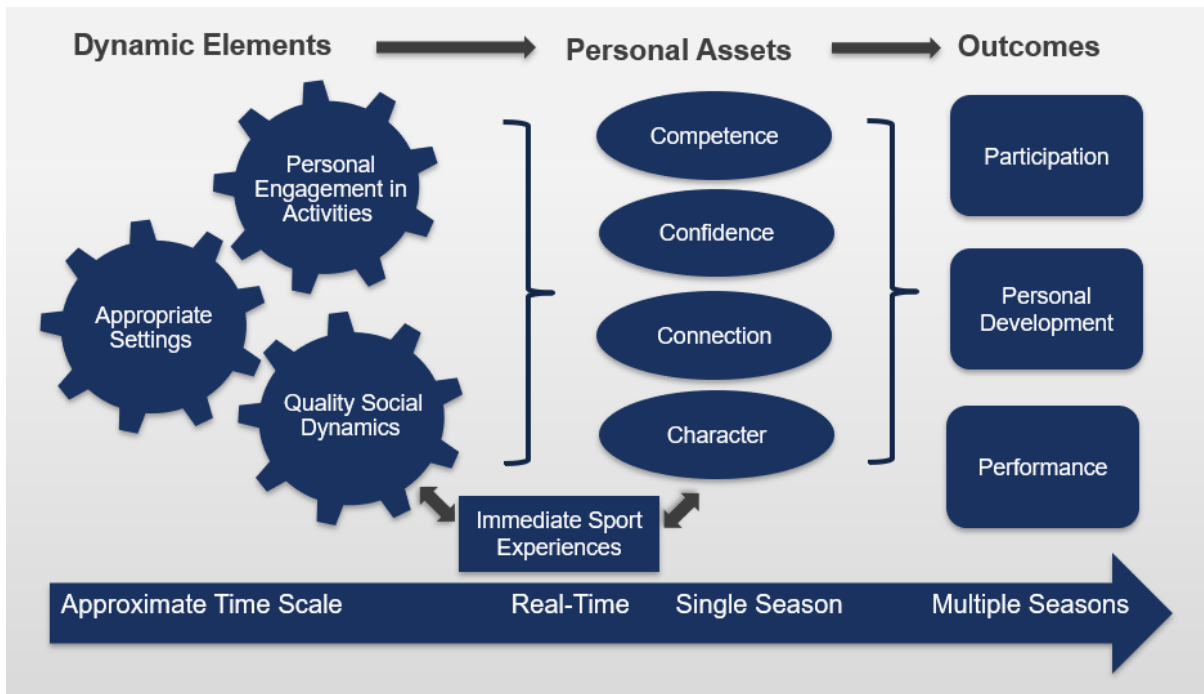 Dynamic Elements
Personal Assets
Outcomes
Personal
Engagement in
Activities
Appropriate
Settings
Quality Social
Dynamics
Competence
Confidence
Connection
Character
Participation
Personal
Development
Performance
Immediate Sport
Experiences
Approximate Time Scale
Real-Time
Single Season
Multiple Seasons